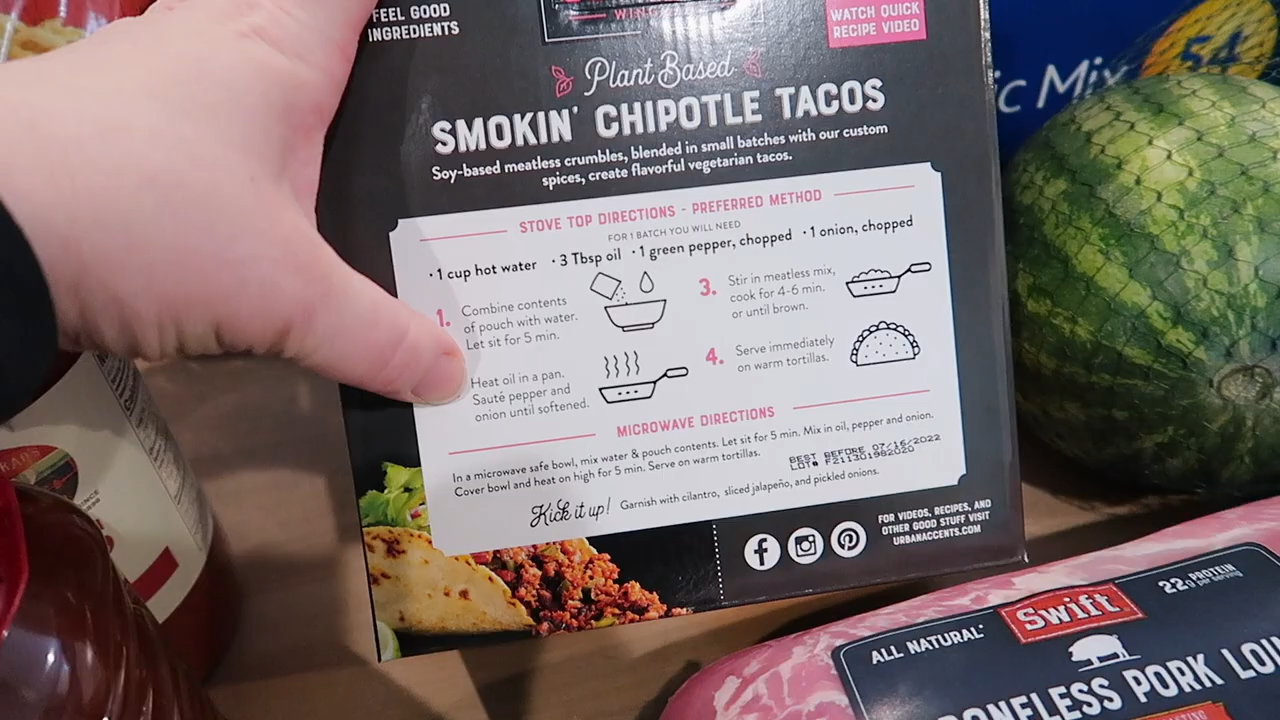 FEEL GOOD
INGREDIENTS
WATCH QUICK
RECIPE VIDEO
Plant Based
SMOKIN' CHIPOTLE TACOS
Soy-based meatless crumbles, blended in small batches with our custom
spices, create flavorful vegetarian tacos.
STOVE TOP DIRECTIONS - PREFERRED METHOD
FOR 1 BATCH YOU WILL NEED
· 1 cup hot water · 3 Tbsp oil · 1 green pepper, chopped · 1 onion, chopped
1. Combine contents
of pouch with water.
Let sit for 5 min.
Heat oil in a pan.
Sauté pepper and
onion until softened.
3. Stir in meatless mix,
cook for 4-6 min.
or until brown.
4. Serve immediately
on warm tortillas.
MICROWAVE DIRECTIONS
In a microwave safe bowl, mix water & pouch contents. Let sit for 5 min. Mix in oil, pepper and onion.
Cover bowl and heat on high for 5 min. Serve on warm tortillas.
BEST BEFORE 07/16/2022
LOT# F211301982020
Kick it up! Garnish with cilantro, sliced jalapeño, and pickled onions.
FOR VIDEOS, RECIPES, AND
OTHER GOOD STUFF VISIT
URBANACCENTS.COM
ic Mix
54
ALL NATURAL*
Swift
22g PROTEIN
per serving
ONELESS PORK LOI